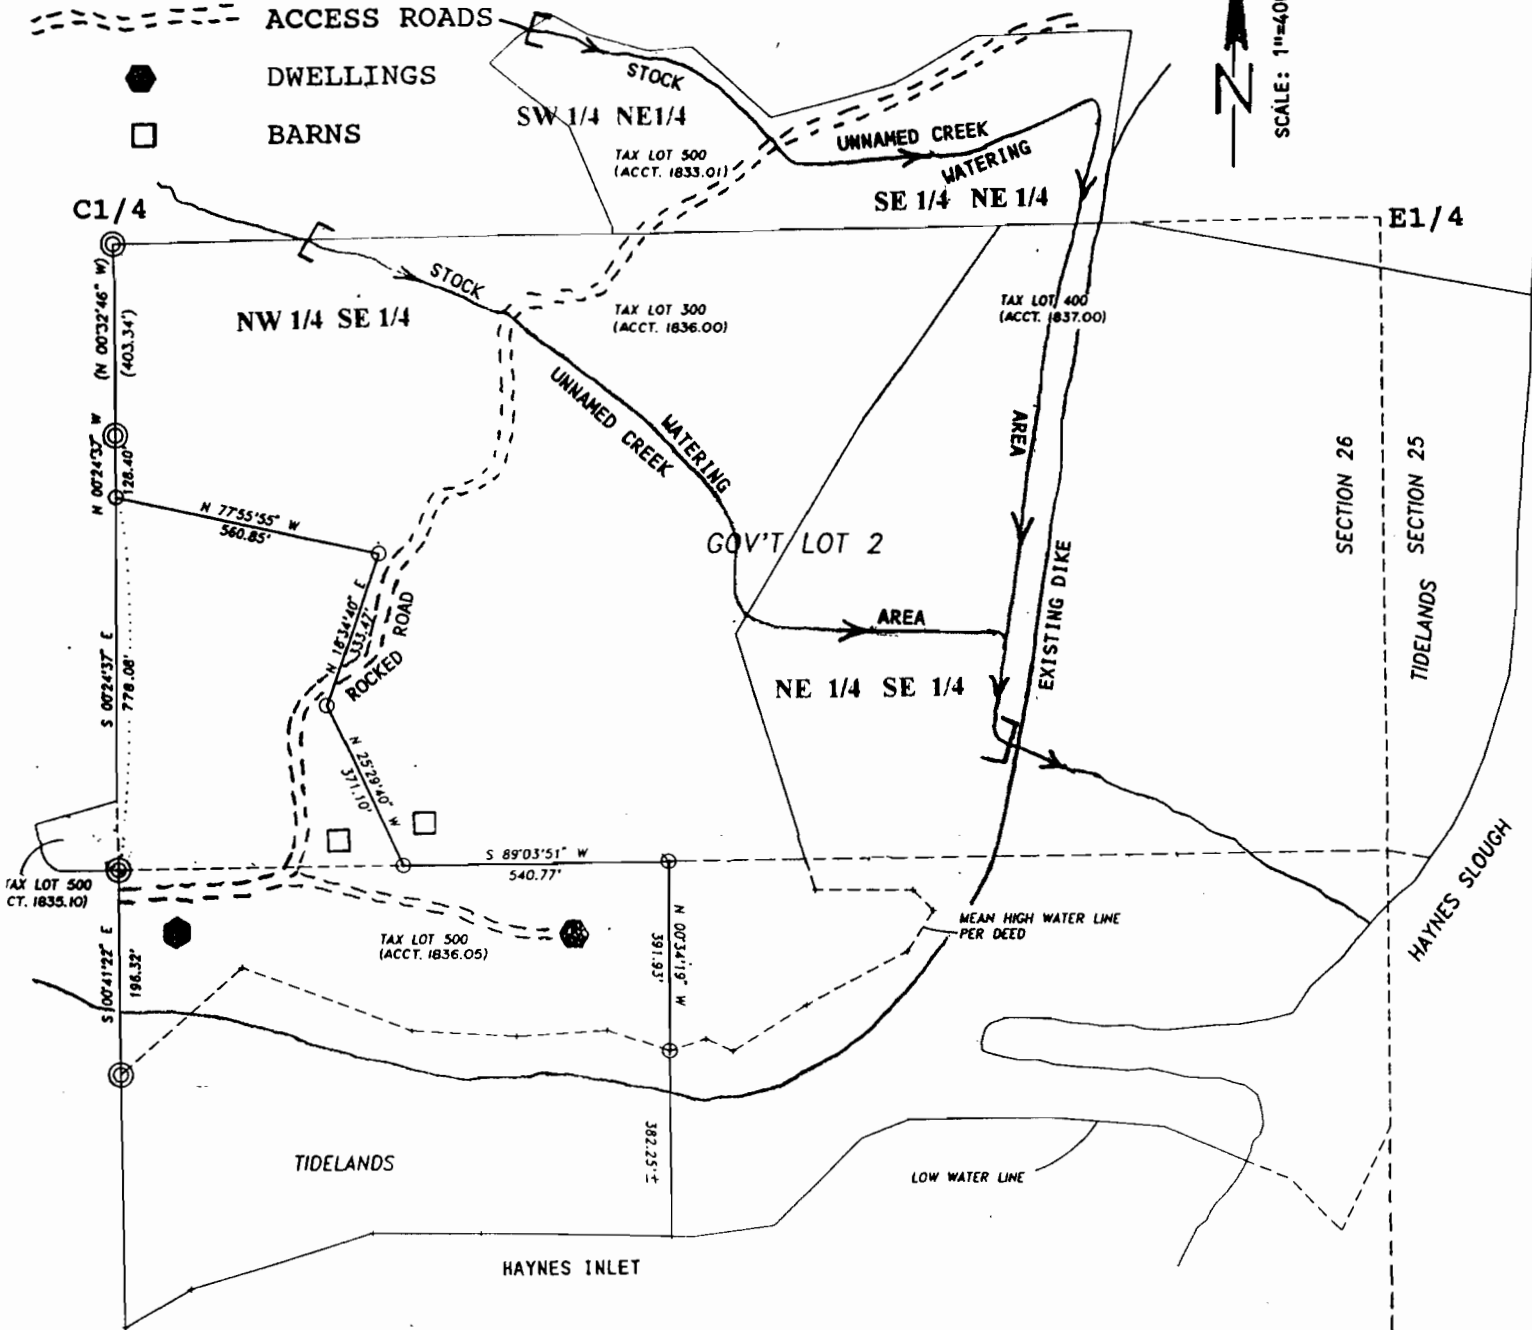 ACCESS ROADS
DWELLINGS
BARNS
SCALE: 1"=40
N
STOCK
SW 1/4 NE1/4
TAX LOT 500
(ACCT. 1833.01)
UNNAMED CREEK
WATERING
SE 1/4 NE 1/4
C1/4
E1/4
(N 00°32'46" W)
(403.34')
STOCK
NW 1/4 SE 1/4
TAX LOT 300
(ACCT. 1836.00)
TAX LOT 400
(ACCT. 1837.00)
UNNAMED CREEK
WATERING
AREA
N 00°24'37" W
128.40'
N 77°55'55" W
560.85'
GOV'T LOT 2
SECTION 26
SECTION 25
TIDELANDS
EXISTING DIKE
N 18°34'40" E
333.47'
ROCKED ROAD
AREA
S 00°24'37" E
778.08'
NE 1/4 SE 1/4
N 25°29'40" W
371.10'
S 89°03'51" W
540.77'
HAYNES SLOUGH
TAX LOT 500
CT. 1835.10)
TAX LOT 500
(ACCT. 1836.05)
MEAN HIGH WATER LINE
PER DEED
N 00°34'19" W
391.93'
S 00°41'22" E
196.32'
382.25'±
TIDELANDS
LOW WATER LINE
HAYNES INLET